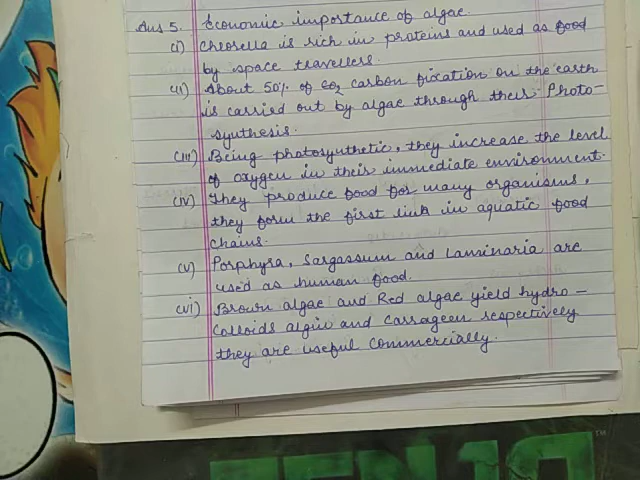 Ans 5. Economic importance of algae.
(i) Chlorella is rich in proteins and used as food
by space travellers.
(ii) About 50% of CO2 carbon fixation on the earth
is carried out by algae through their Photo-
synthesis.
(iii) Being photosynthetic, they increase the level
of oxygen in their immediate environment.
(iv) They produce food for many organisms,
they form the first link in aquatic food
chains.
(v) Porphyra, Sargassum and Laminaria are
used as human food.
(vi) Brown algae and Red algae yield hydro-
colloids algin and Carrageen respectively
they are useful commercially.
TM